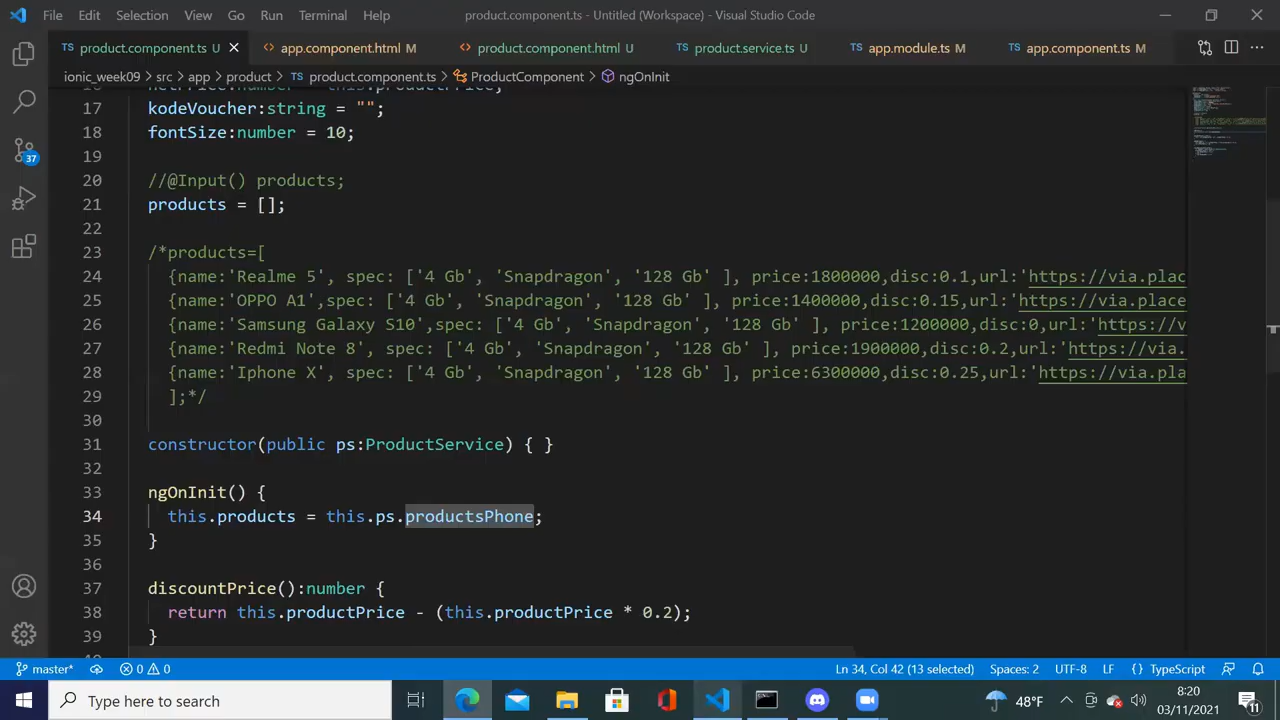 File Edit Selection View Go Run Terminal Help product.component.ts - Untitled (Workspace) - Visual Studio Code
TS product.component.ts U app.component.html M product.component.html U TS product.service.ts U TS app.module.ts M TS app.component.ts M
ionic_week09 > src > app > product > TS product.component.ts > ProductComponent > ngOnInit
17 kodeVoucher:string = "";
18 fontSize:number = 10;
19
20 //@Input() products;
21 products = [];
22
23 /*products=[
24 {name:'Realme 5', spec: ['4 Gb', 'Snapdragon', '128 Gb' ], price:1800000,disc:0.1,url:'https://via.plac
25 {name:'OPPO A1',spec: ['4 Gb', 'Snapdragon', '128 Gb' ], price:1400000,disc:0.15,url:'https://via.place
26 {name:'Samsung Galaxy S10',spec: ['4 Gb', 'Snapdragon', '128 Gb' ], price:1200000,disc:0,url:'https://v
27 {name:'Redmi Note 8', spec: ['4 Gb', 'Snapdragon', '128 Gb' ], price:1900000,disc:0.2,url:'https://via.
28 {name:'Iphone X', spec: ['4 Gb', 'Snapdragon', '128 Gb' ], price:6300000,disc:0.25,url:'https://via.pla
29 ];*/
30
31 constructor(public ps:ProductService) { }
32
33 ngOnInit() {
34 this.products = this.ps.productsPhone;
35 }
36
37 discountPrice():number {
38 return this.productPrice - (this.productPrice * 0.2);
39 }
37
master* 0 0 Ln 34, Col 42 (13 selected) Spaces: 2 UTF-8 LF {} TypeScript
Type here to search 48°F 8:20
03/11/2021 11